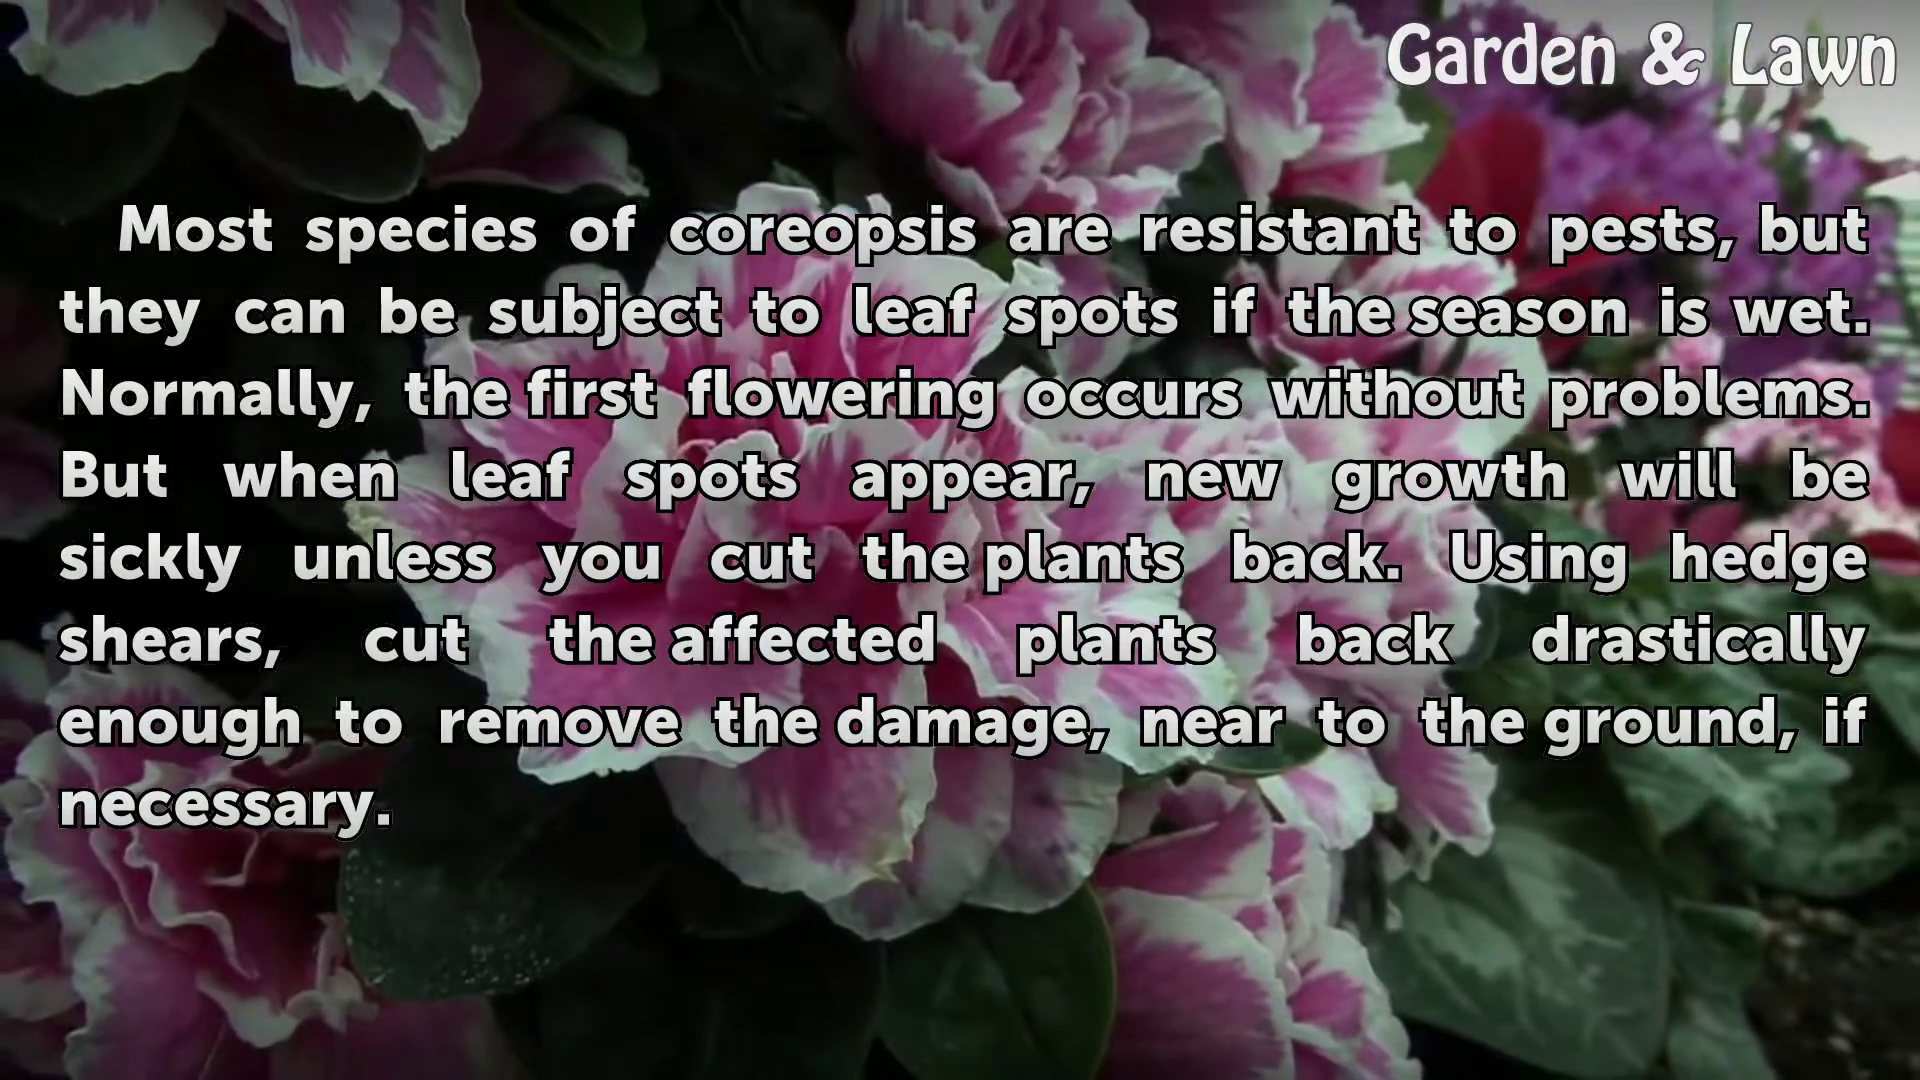 Garden & Lawn
Most species of coreopsis are resistant to pests, but
they can be subject to leaf spots if the season is wet.
Normally, the first flowering occurs without problems.
But when leaf spots appear, new growth will be
sickly unless you cut the plants back. Using hedge
shears, cut the affected plants back drastically
enough to remove the damage, near to the ground, if
necessary.